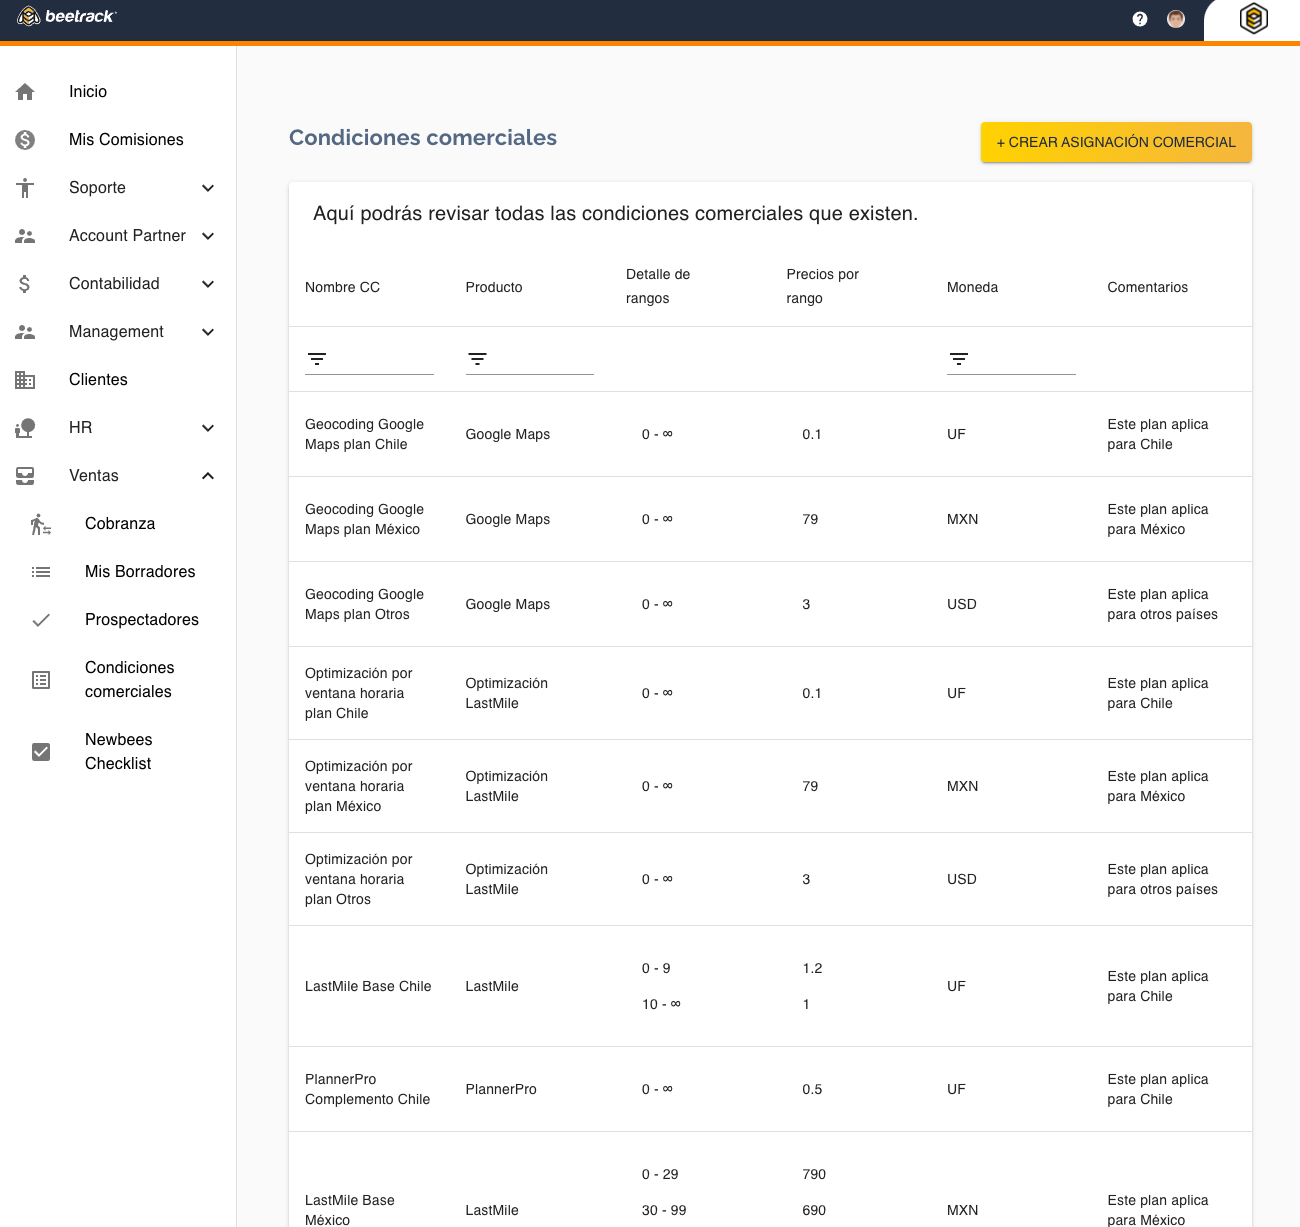 beetrack
Inicio
Mis Comisiones
Soporte
Account Partner
Contabilidad
Management
Clientes
HR
Ventas
Cobranza
Mis Borradores
Prospectadores
Condiciones
comerciales
Newbees
Checklist
Condiciones comerciales
+ CREAR ASIGNACIÓN COMERCIAL
Aquí podrás revisar todas las condiciones comerciales que existen.
Nombre CC
Producto
Detalle de
rangos
Precios por
rango
Moneda
Comentarios
Geocoding Google
Maps plan Chile
Google Maps
0 - ∞
0.1
UF
Este plan aplica
para Chile
Geocoding Google
Maps plan México
Google Maps
0 - ∞
79
MXN
Este plan aplica
para México
Geocoding Google
Maps plan Otros
Google Maps
0 - ∞
3
USD
Este plan aplica
para otros países
Optimización por
ventana horaria
plan Chile
Optimización
LastMile
0 - ∞
0.1
UF
Este plan aplica
para Chile
Optimización por
ventana horaria
plan México
Optimización
LastMile
0 - ∞
79
MXN
Este plan aplica
para México
Optimización por
ventana horaria
plan Otros
Optimización
LastMile
0 - ∞
3
USD
Este plan aplica
para otros países
LastMile Base Chile
LastMile
0 - 9
10 - ∞
1.2
1
UF
Este plan aplica
para Chile
PlannerPro
Complemento Chile
PlannerPro
0 - ∞
0.5
UF
Este plan aplica
para Chile
LastMile Base
México
LastMile
0 - 29
30 - 99
790
690
MXN
Este plan aplica
para México